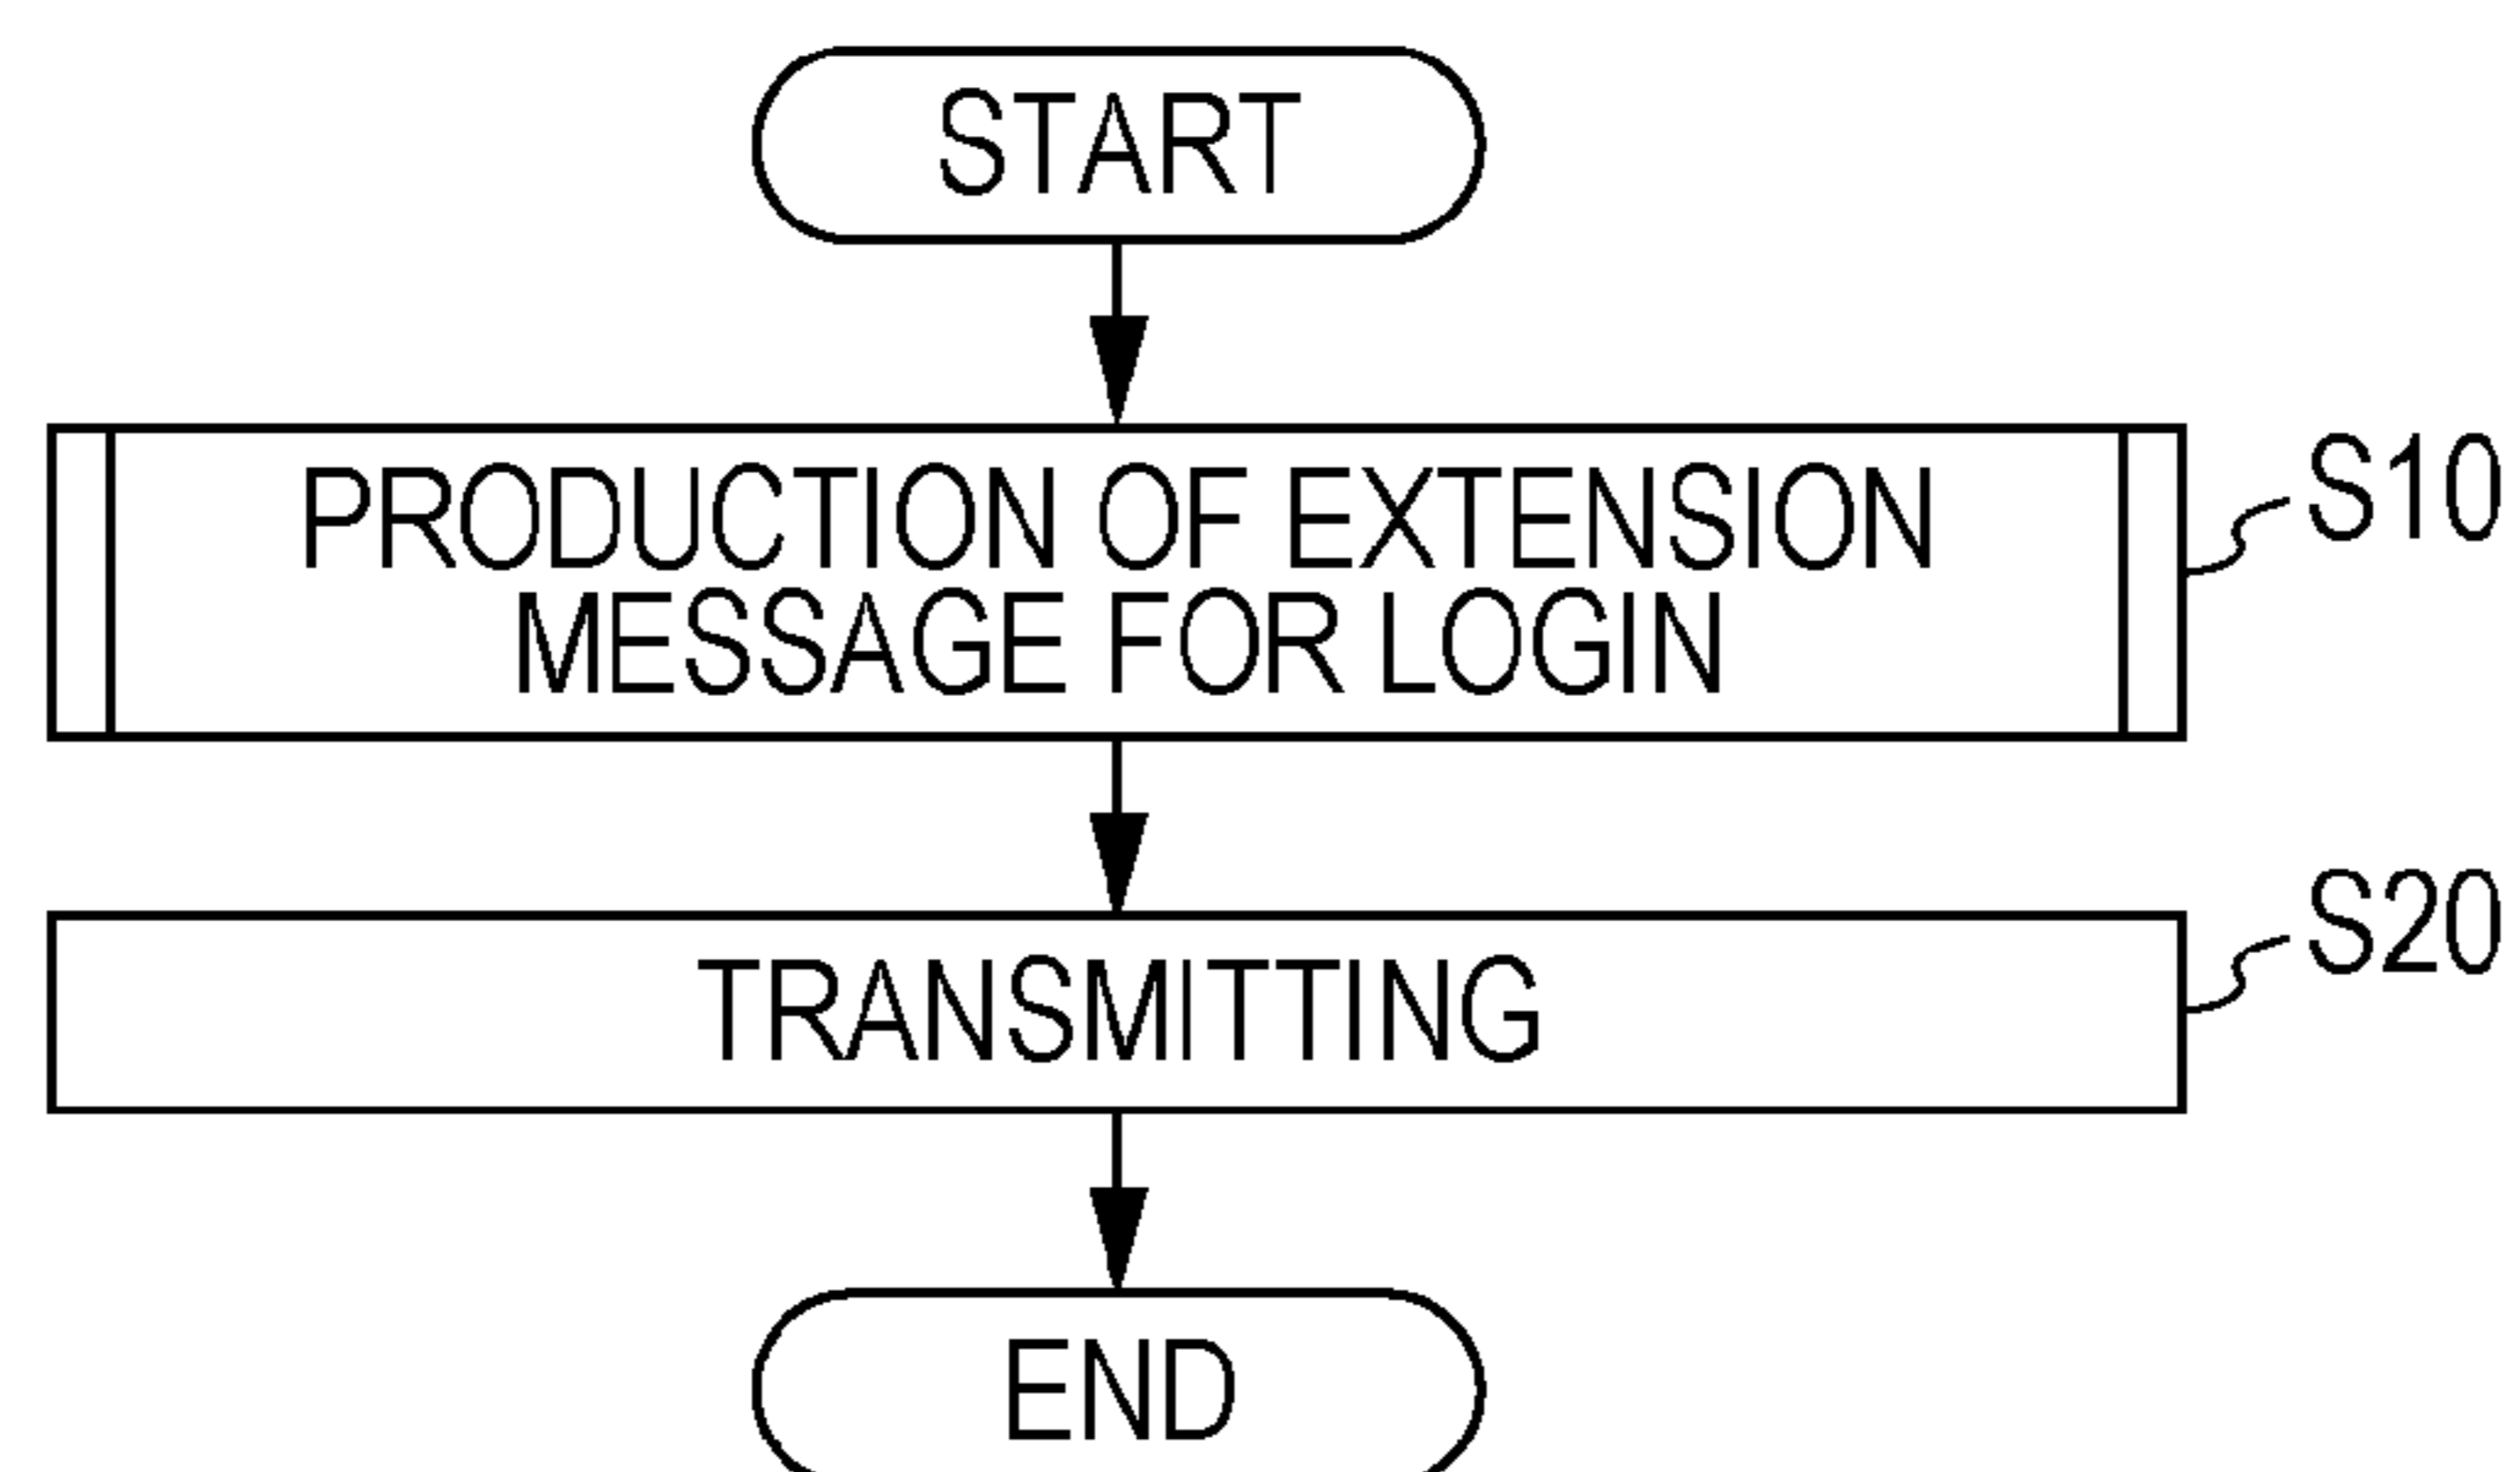 START
PRODUCTION OF EXTENSION
MESSAGE FOR LOGIN
S10
TRANSMITTING
S20
END